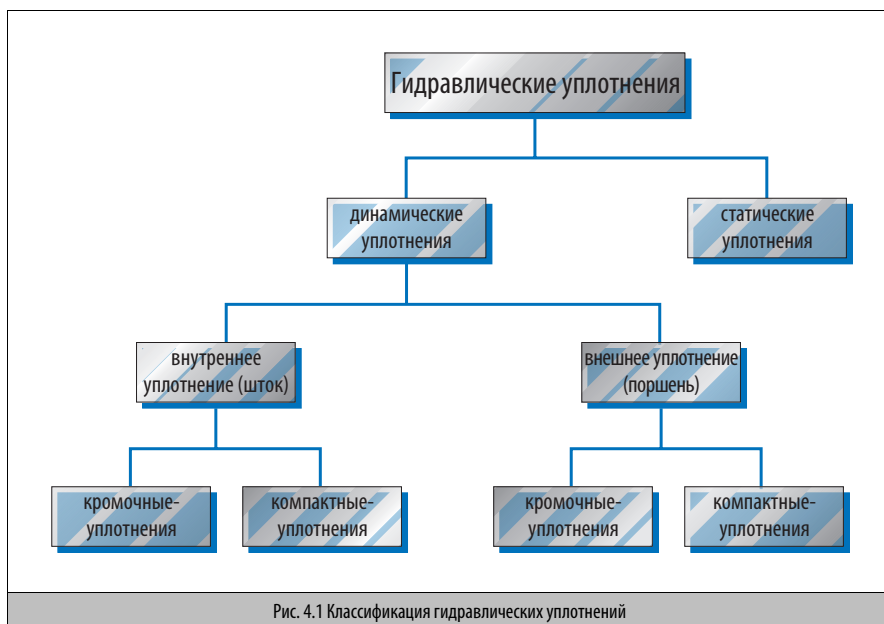 Гидравлические уплотнения
динамические
уплотнения
статические
уплотнения
внутреннее
уплотнение (шток)
внешнее уплотнение
(поршень)
кромочные-
уплотнения
компактные-
уплотнения
кромочные-
уплотнения
компактные-
уплотнения
Рис. 4.1 Классификация гидравлических уплотнений